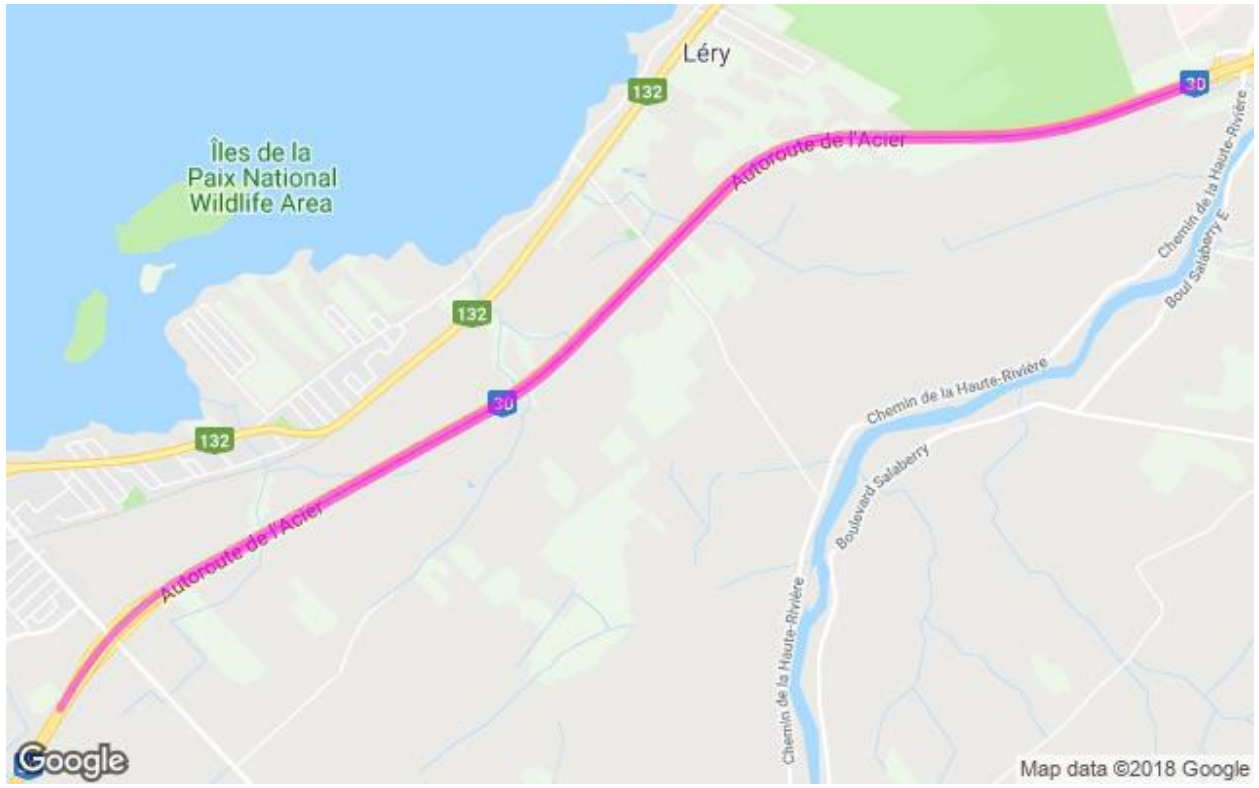 Léry
30
132
Autoroute de l'Acier
Îles de la
Paix National
Wildlife Area
Chemin de la Haute-Rivière
Boul Salaberry E
132
Chemin de la Haute-Rivière
30
132
Boulevard Salaberry
Autoroute de l'Acier
Chemin de la Haute-Rivière
Google
Map data ©2018 Google